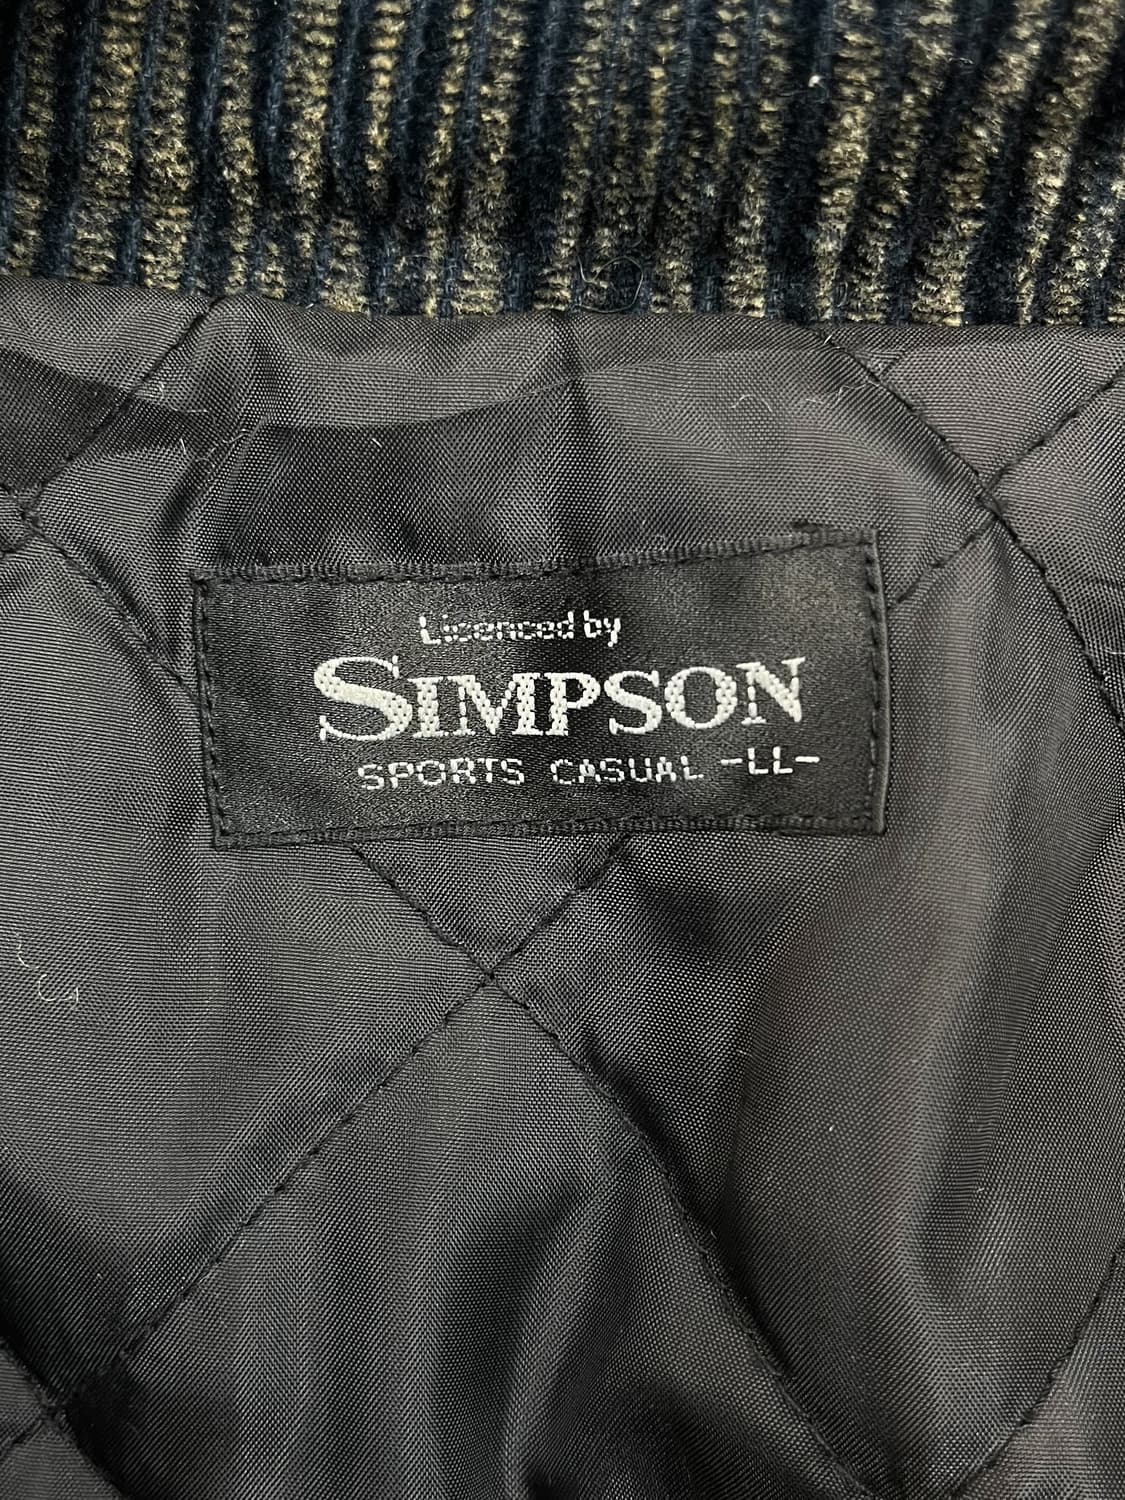 Licenced by
SIMPSON
SPORTS CASUAL -LL-